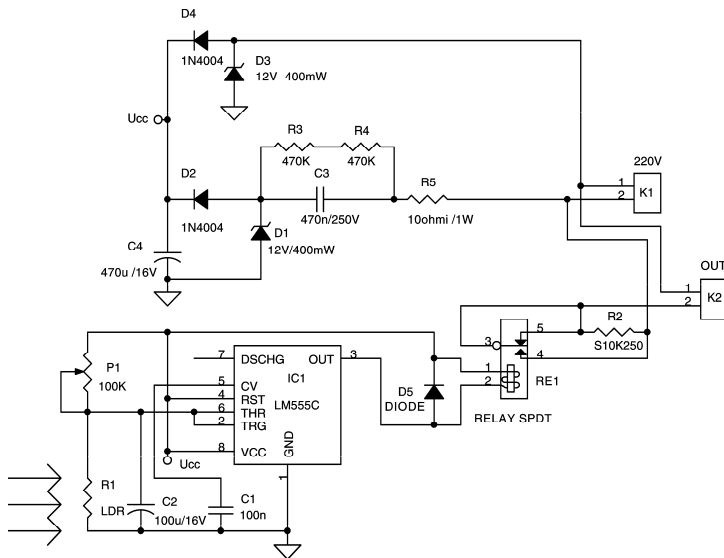 D4
1N4004
D3
12V 400mW
Ucc
R3
R4
470K
470K
D2
C3
R5
220V
1
2
K1
1N4004
470n/250V
10ohmi /1W
D1
12V/400mW
C4
470u /16V
OUT
1
2
K2
R2
S10K250
5
3
4
P1
100K
7
DSCHG
OUT
3
IC1
5
CV
4
RST
LM555C
6
THR
2
TRG
GND
8
VCC
1
Ucc
D5
DIODE
1
2
RE1
RELAY SPDT
R1
LDR
C2
100u/16V
C1
100n